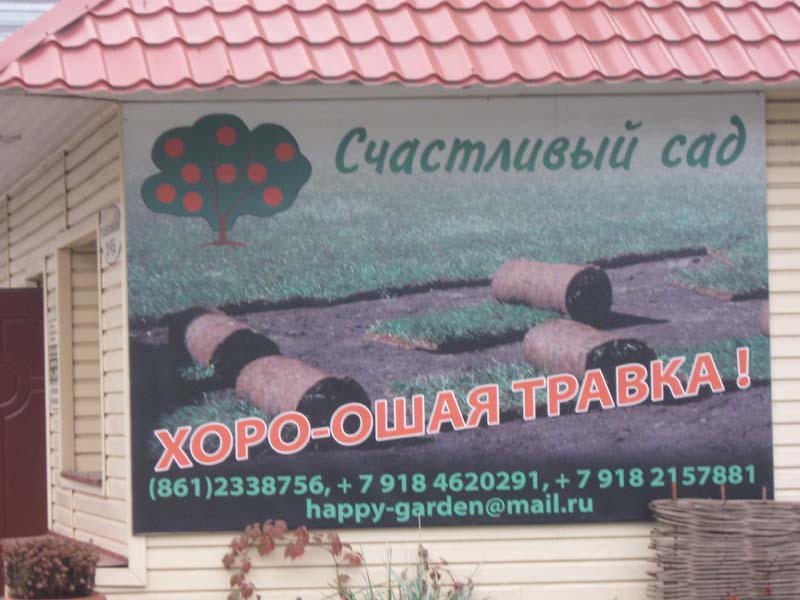 Счастливый сад
ХОРО-ОШАЯ ТРАВКА !
(861)2338756, + 7 918 4620291, + 7 918 2157881
happy-garden@mail.ru